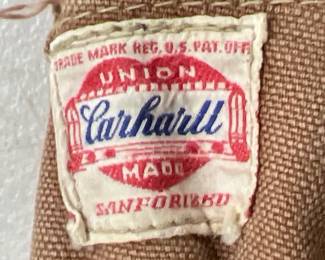 TRADE MARK REG. U.S. PAT. OFF.
UNION
Carhartt
MADE
SANFORIZED